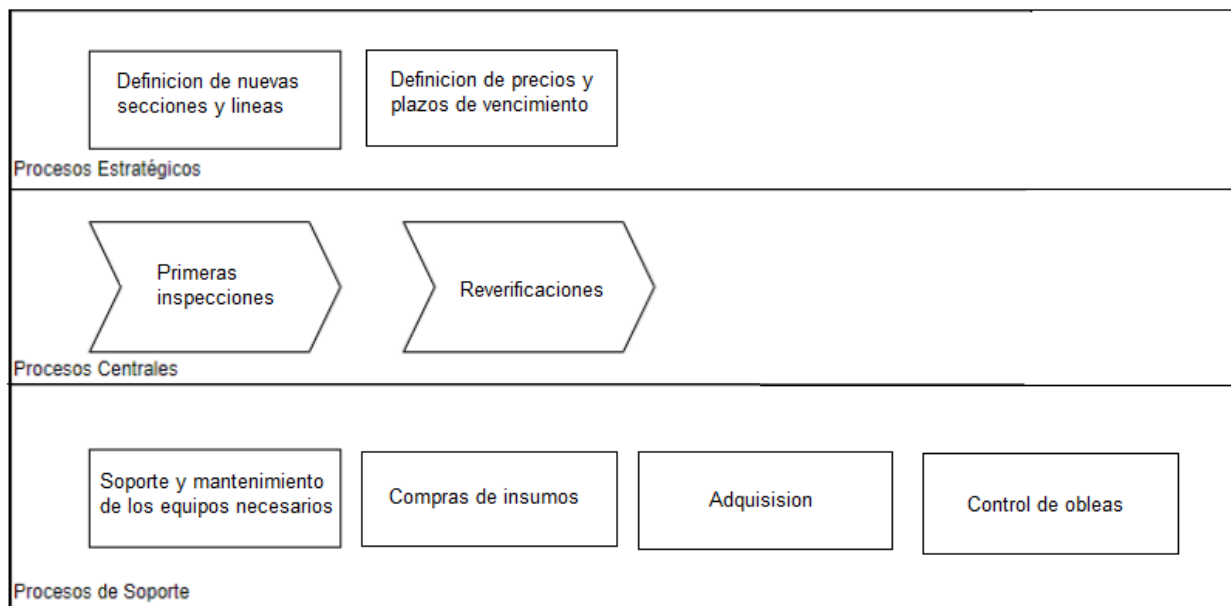 Definicion de nuevas
secciones y lineas
Definicion de precios y
plazos de vencimiento
Procesos Estratégicos
Primeras
inspecciones
Reverificaciones
Procesos Centrales
Soporte y mantenimiento
de los equipos necesarios
Compras de insumos
Adquisision
Control de obleas
Procesos de Soporte